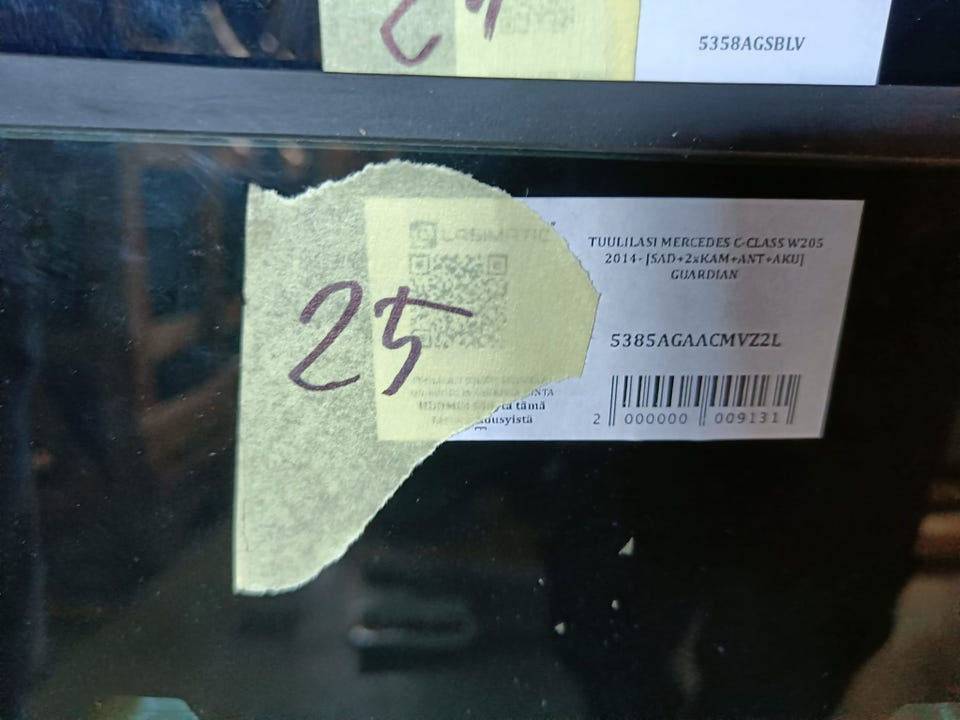 5358AGSBLV
25
LASIMATIC
TUULILASI MERCEDES C-CLASS W205
2014- [SAD+2xKAM+ANT+AKU]
GUARDIAN
5385AGAACMVZ2L
tämä
2 000000 009131